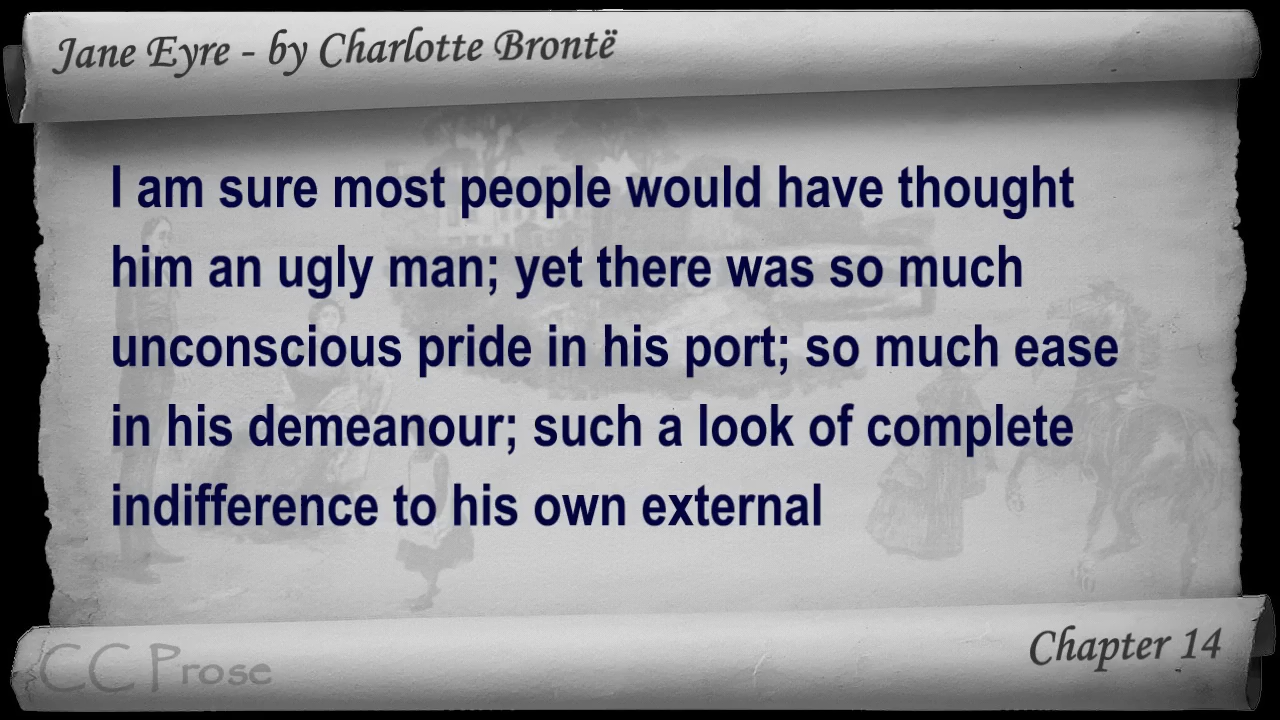 Jane Eyre - by Charlotte Brontë
I am sure most people would have thought
him an ugly man; yet there was so much
unconscious pride in his port; so much ease
in his demeanour; such a look of complete
indifference to his own external
Chapter 14
CC Prose